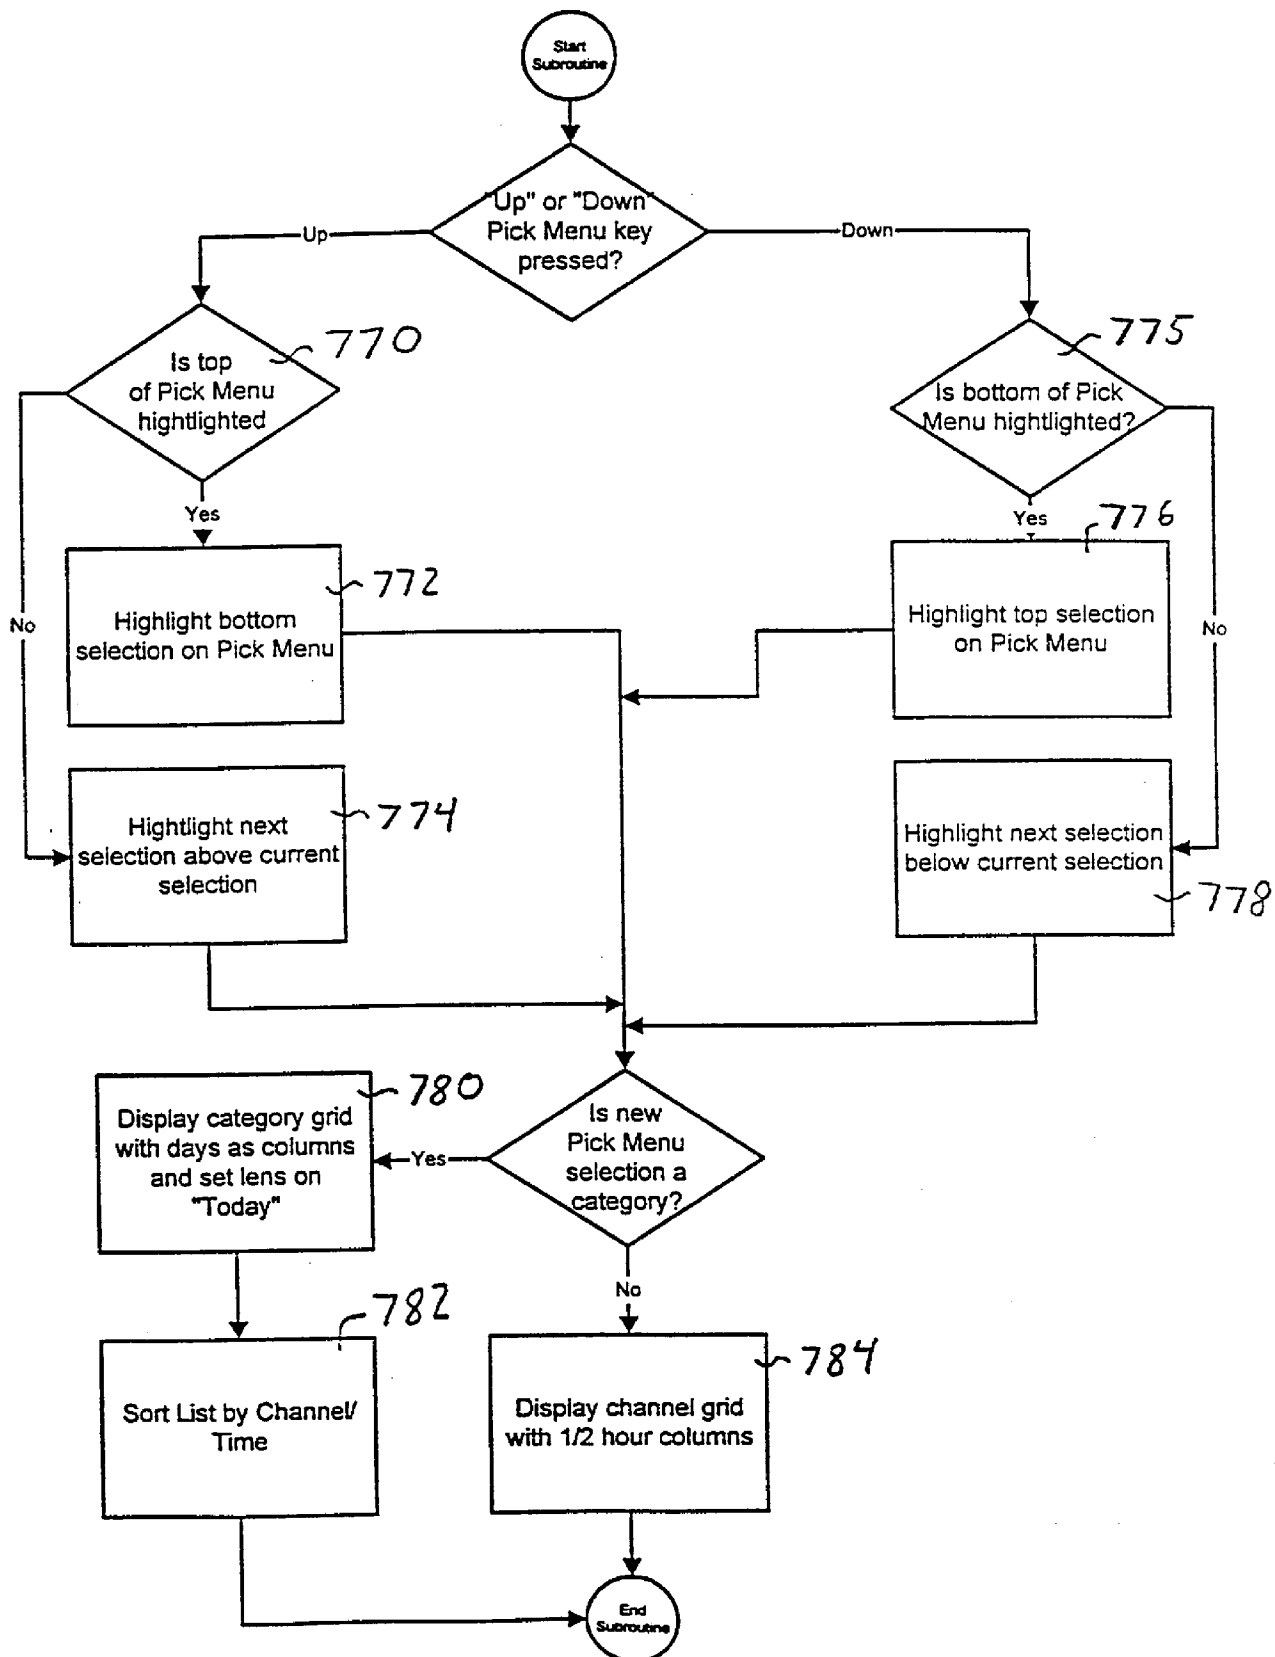 Start
Subroutine
"Up" or "Down"
Pick Menu key
pressed?
Up
Down
770
Is top
of Pick Menu
hightlighted
775
Is bottom of Pick
Menu hightlighted?
Yes
Yes
776
772
Highlight bottom
selection on Pick Menu
Highlight top selection
on Pick Menu
No
No
774
Hightlight next
selection above current
selection
Highlight next selection
below current selection
778
780
Display category grid
with days as columns
and set lens on
"Today"
Yes
Is new
Pick Menu
selection a
category?
No
782
Sort List by Channel/
Time
784
Display channel grid
with 1/2 hour columns
End
Subroutine